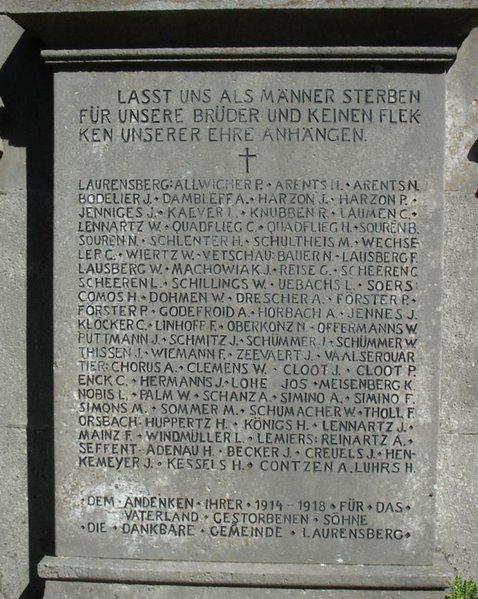 LASST UNS ALS MÄNNER STERBEN
FÜR UNSERE BRÜDER UND KEINEN FLEK-
KEN UNSERER EHRE ANHÄNGEN.
LAURENSBERG: ALLWICHER P. • ARENTS H. • ARENTS N.
BODELIER J. • DAMBLEFF A. • HARZON J. • HARZON P. •
JENNIGES J. • KAEVER L. • KNUBBEN R. • LAUMEN C. •
LENNARTZ W. • QUADFLIEG C. • QUADFLIEG H. • SOUREN B.
SOUREN N. • SCHLENTER H. • SCHULTHEIS M. • WECHSE-
LER C. • WIERTZ W. • VETSCHAU: BAUER N • LAUSBERG F.
LAUSBERG W. • MACHOWIAK J. • REISE G. • SCHEEREN C.
SCHEEREN L. • SCHILLINGS W. • UEBACHS L. • SOERS:
COMOS H • DOHMEN W. • DRESCHER A. • FÖRSTER P. •
FÖRSTER P. • GODEFROID A • HORBACH A • JENNES J.
KLOCKER C. • LINHOFF F. • OBERKONZ N • OFFERMANNS W.
PUTTMANN J. • SCHMITZ J. • SCHÜMMER J. • SCHÜMMER W.
THISSEN J. • WIEMANN F. • ZEEVAERT J. • VAALSERQUAR
TIER: CHORUS A. • CLEMENS W. • CLOOT J. • CLOOT P.
ENCK C. • HERMANNS J. • LOHE JOS • MEISENBERG K.
NOBIS L. • PALM W. • SCHANZ A. • SIMINO A. • SIMINO F.
SIMONS M. • SOMMER M. • SCHUMACHER W. • THOLL F.
ORSBACH: HUPPERTZ H. • KÖNIGS H. • LENNARTZ J. •
MAINZ F. • WINDMÜLLER L. • LEMIERS: REINARTZ A. •
SEFFENT: ADENAU H. • BECKER J. • CREUELS J. • HEN-
KEMEYER J. • KESSELS H. • CONTZEN A. LÜHRS H.
• DEM • ANDENKEN • IHRER • 1914 - 1918 • FÜR • DAS •
VATERLAND • GESTORBENEN • SÖHNE
• DIE • DANKBARE • GEMEINDE • LAURENSBERG •